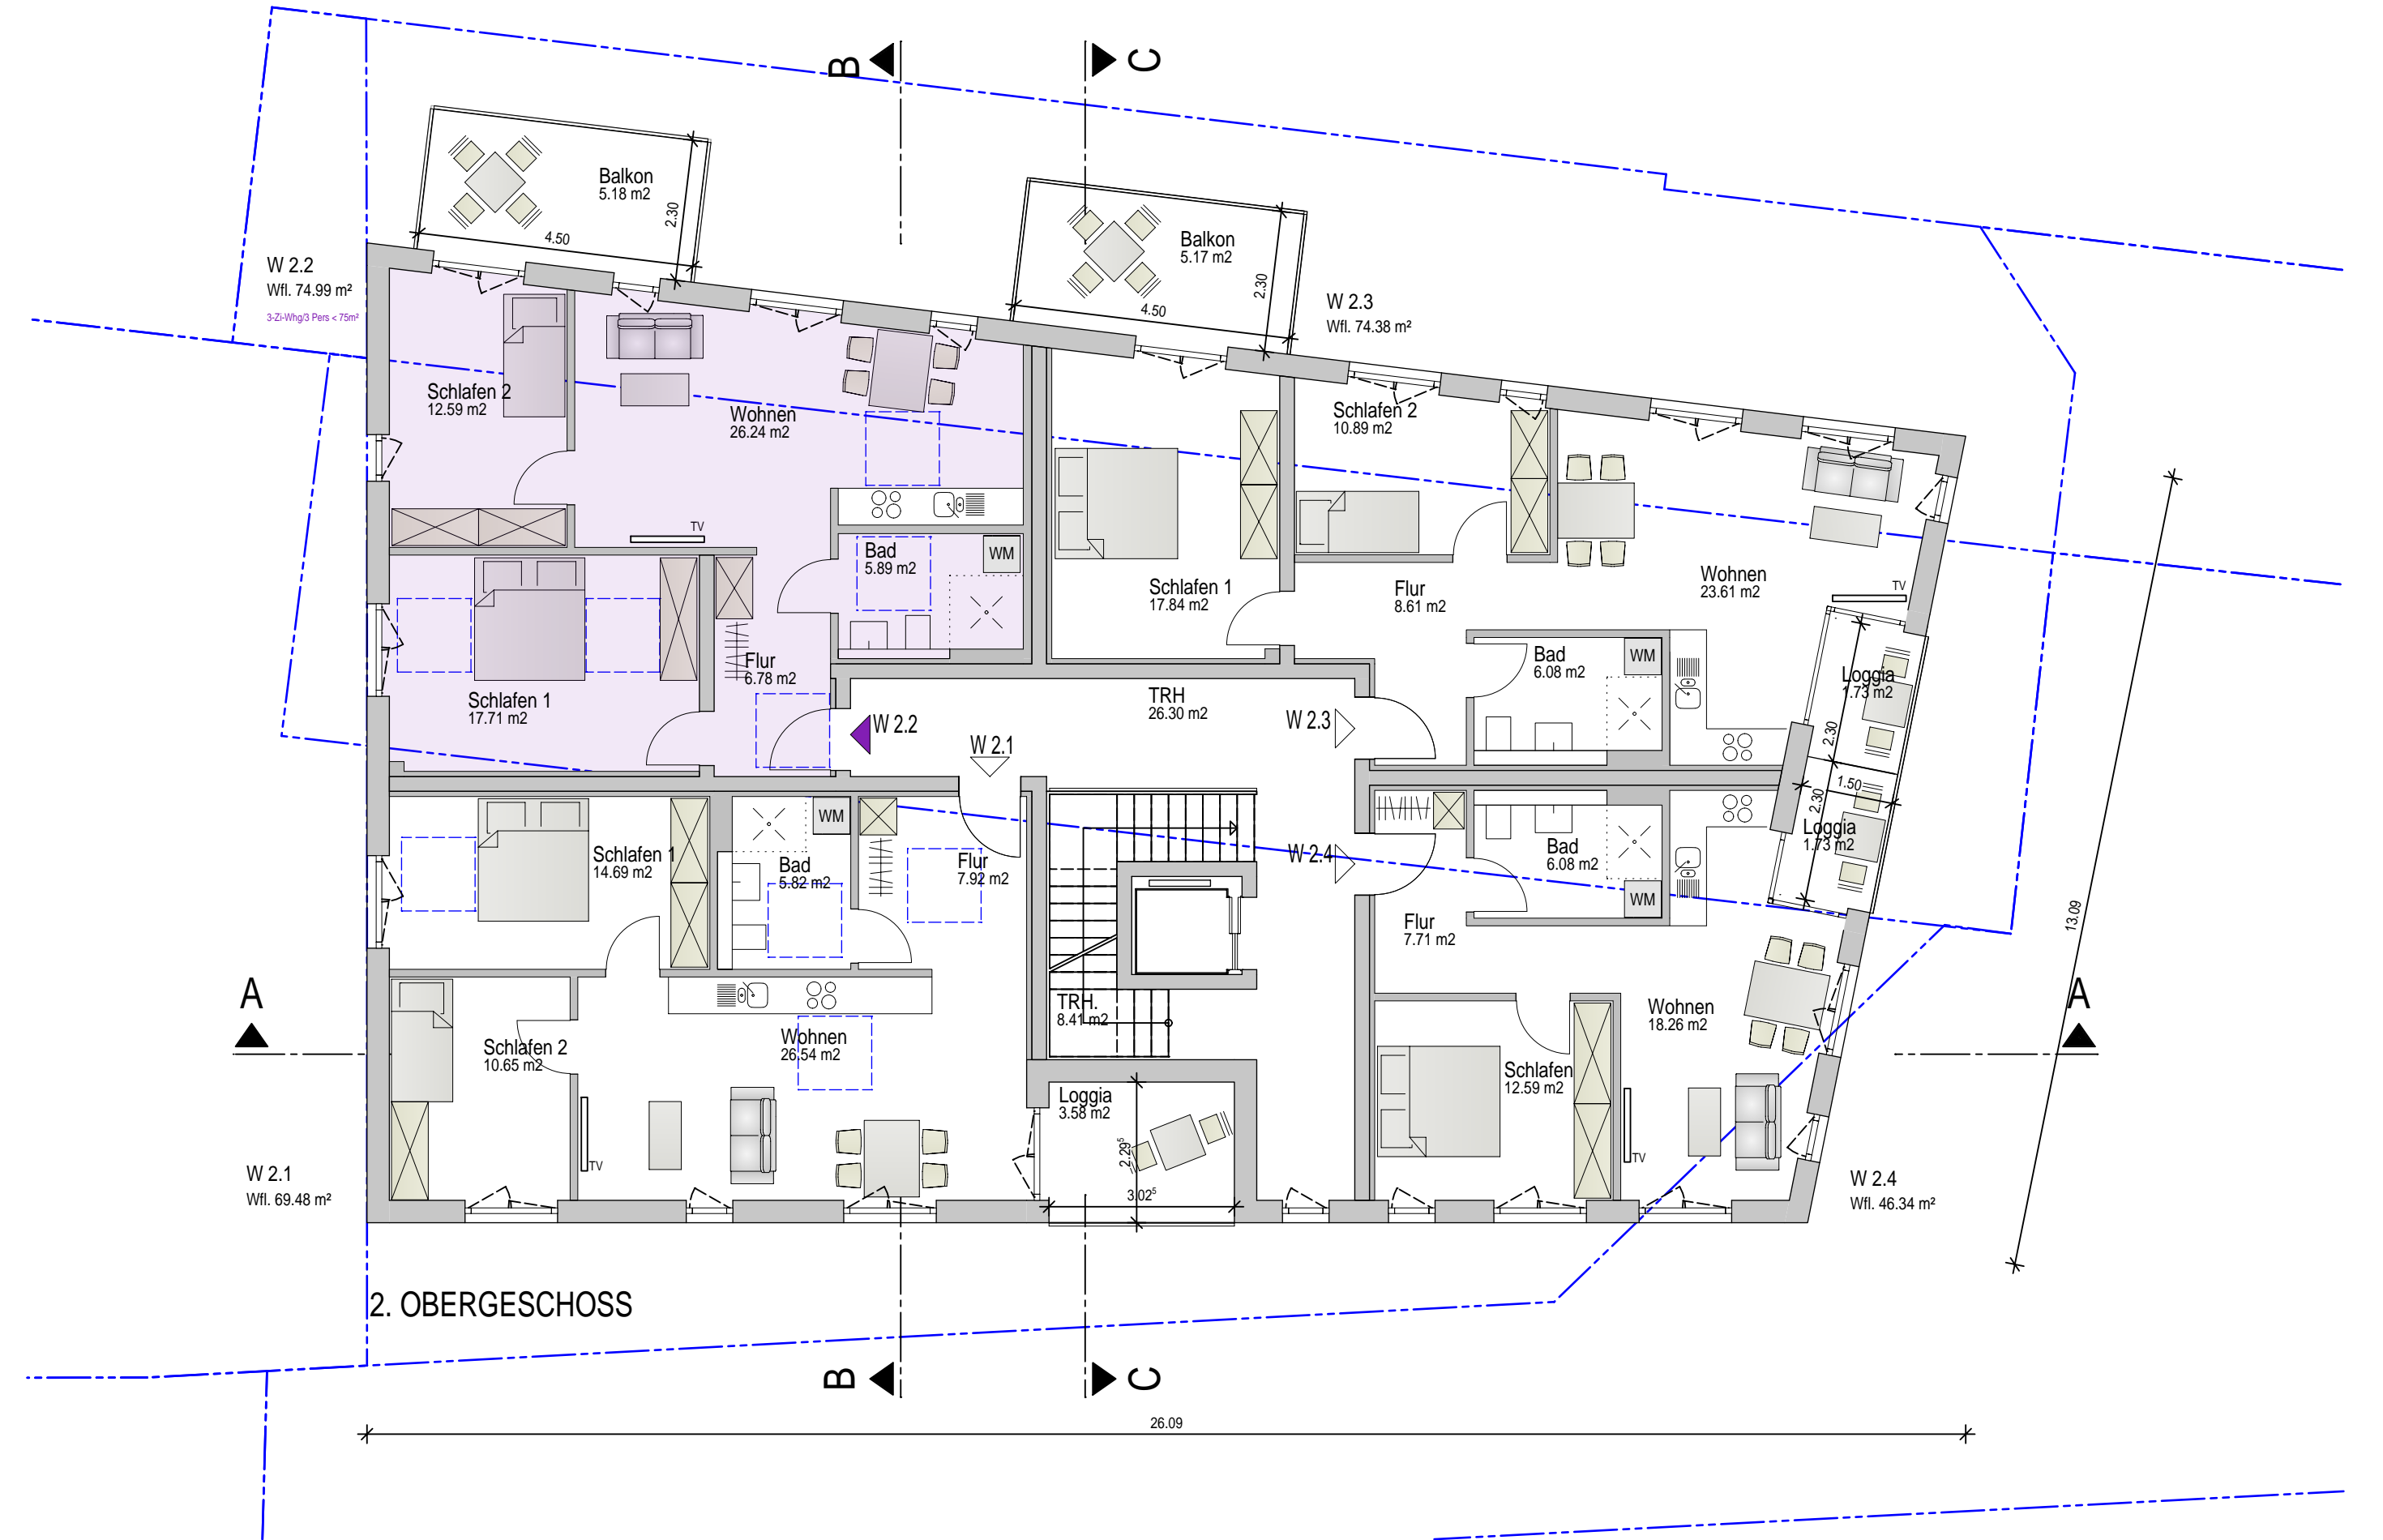 B
C
Balkon
5.18 m2
2.30
4.50
Balkon
5.17 m2
2.30
4.50
W 2.2
Wfl. 74.99 m²
3-Zi-Whg/3 Pers < 75m²
W 2.3
Wfl. 74.38 m²
Schlafen 2
12.59 m2
Wohnen
26.24 m2
Schlafen 2
10.89 m2
TV
Bad
5.89 m2
WM
Schlafen 1
17.84 m2
Flur
8.61 m2
Wohnen
23.61 m2
TV
Schlafen 1
17.71 m2
Flur
6.78 m2
Bad
6.08 m2
WM
Loggia
1.73 m2
2.30
TRH
26.30 m2
W 2.2
W 2.1
W 2.3
1.50
2.30
Loggia
1.73 m2
Schlafen 1
14.69 m2
Bad
5.82 m2
WM
Flur
7.92 m2
W 2.4
Bad
6.08 m2
WM
Flur
7.71 m2
13.09
A
A
TRH.
8.41 m2
Wohnen
18.26 m2
Schlafen 2
10.65 m2
Wohnen
26.54 m2
Schlafen
12.59 m2
Loggia
3.58 m2
2.29⁵
3.02⁵
TV
TV
W 2.1
Wfl. 69.48 m²
W 2.4
Wfl. 46.34 m²
2. OBERGESCHOSS
B
C
26.09